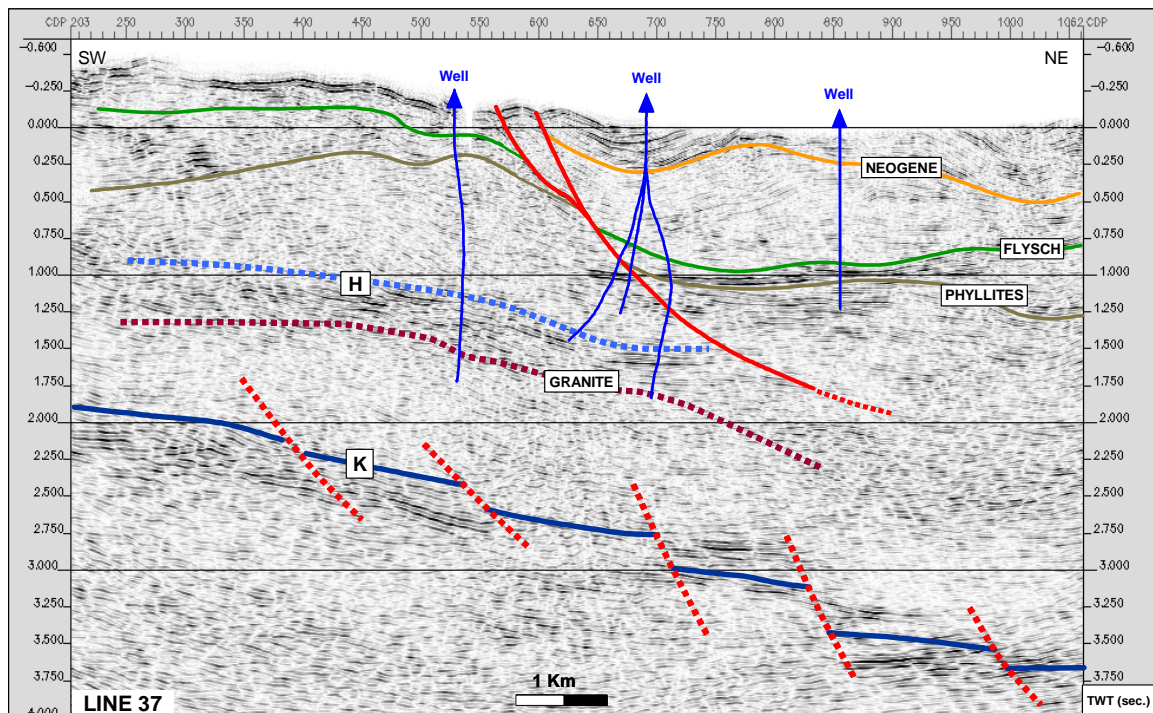 CDP 203 250 300 350 400 450 500 550 600 650 700 750 800 850 900 950 1000 1062 CDP
SW NE
Well Well Well
-0.600 -0.600
-0.250 -0.250
0.000 0.000
0.250 0.250
NEOGENE
0.500 0.500
0.750 0.750
FLYSCH
1.000 1.000
H
PHYLLITES
1.250 1.250
1.500 1.500
GRANITE
1.750 1.750
2.000 2.000
2.250 2.250
K
2.500 2.500
2.750 2.750
3.000 3.000
3.250 3.250
3.500 3.500
3.750 3.750
1 Km
LINE 37 TWT (sec.)
4.000